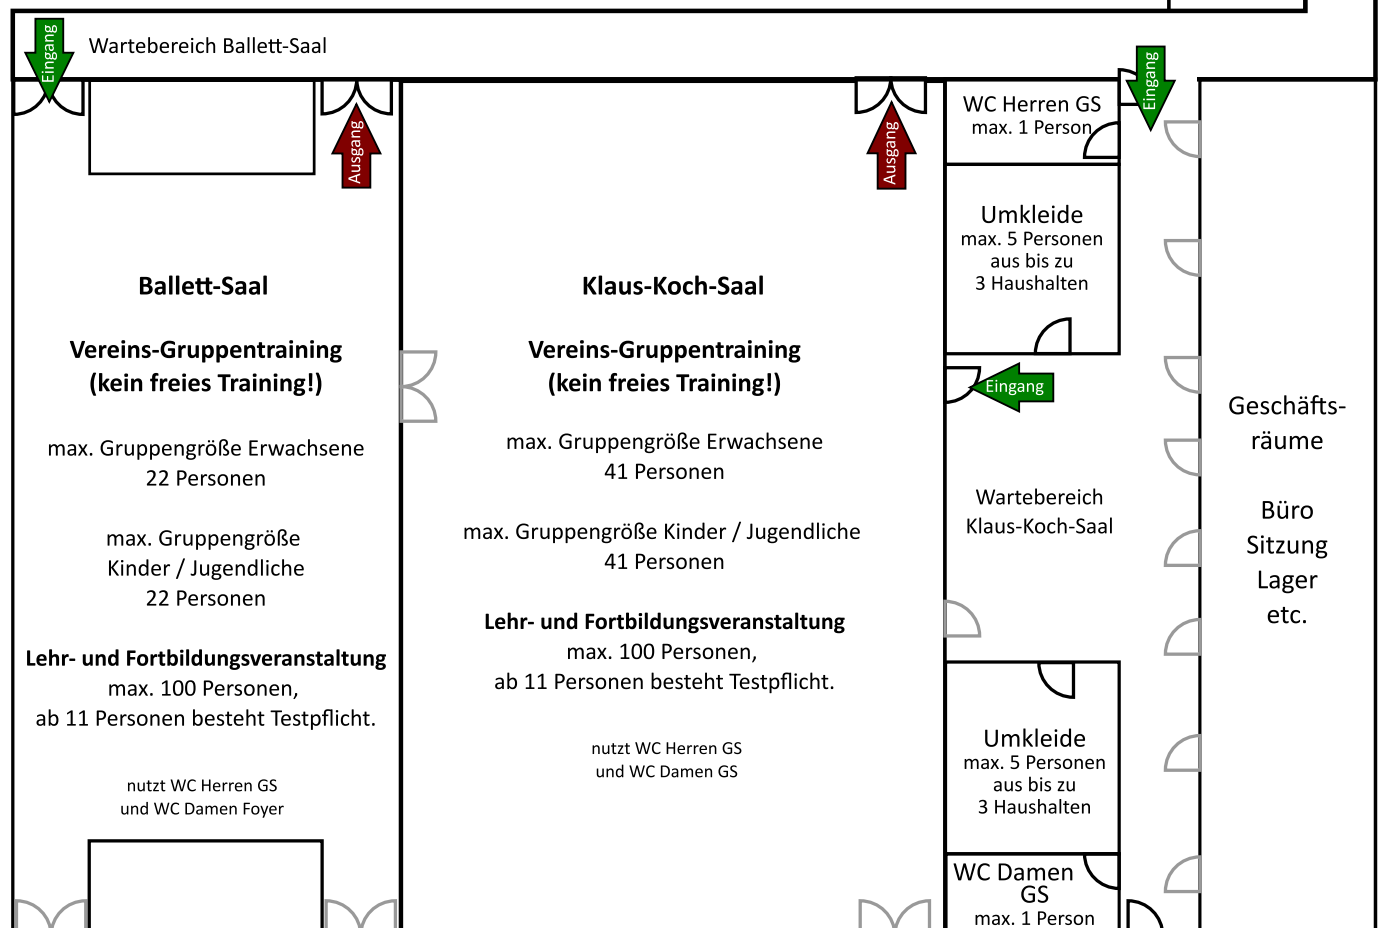 Eingang
Wartebereich Ballett-Saal
Ausgang
Ballett-Saal
Vereins-Gruppentraining
(kein freies Training!)
max. Gruppengröße Erwachsene
22 Personen
max. Gruppengröße
Kinder / Jugendliche
22 Personen
Lehr- und Fortbildungsveranstaltung
max. 100 Personen,
ab 11 Personen besteht Testpflicht.
nutzt WC Herren GS
und WC Damen Foyer
Ausgang
Klaus-Koch-Saal
Vereins-Gruppentraining
(kein freies Training!)
max. Gruppengröße Erwachsene
41 Personen
max. Gruppengröße Kinder / Jugendliche
41 Personen
Lehr- und Fortbildungsveranstaltung
max. 100 Personen,
ab 11 Personen besteht Testpflicht.
nutzt WC Herren GS
und WC Damen GS
Eingang
WC Herren GS
max. 1 Person
Umkleide
max. 5 Personen
aus bis zu
3 Haushalten
Eingang
Wartebereich
Klaus-Koch-Saal
Umkleide
max. 5 Personen
aus bis zu
3 Haushalten
WC Damen
GS
max. 1 Person
Geschäfts-
räume
Büro
Sitzung
Lager
etc.